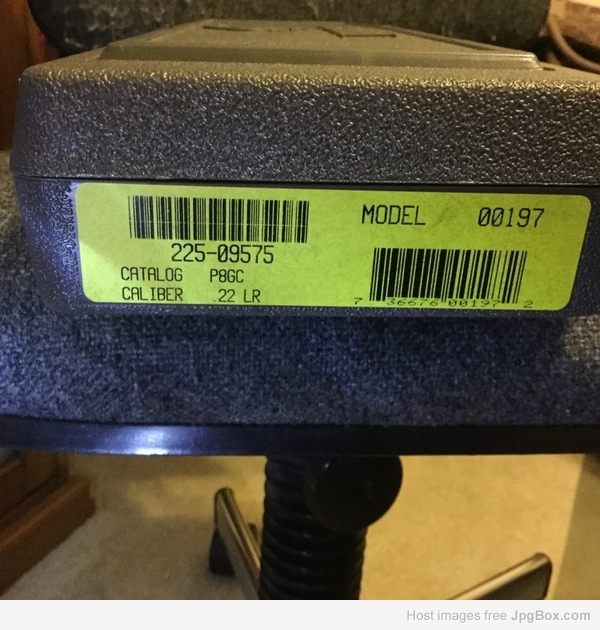 MODEL 00197
225-09575
CATALOG P8GC
CALIBER .22 LR
7 36676 00197 2
Host images free JpgBox.com